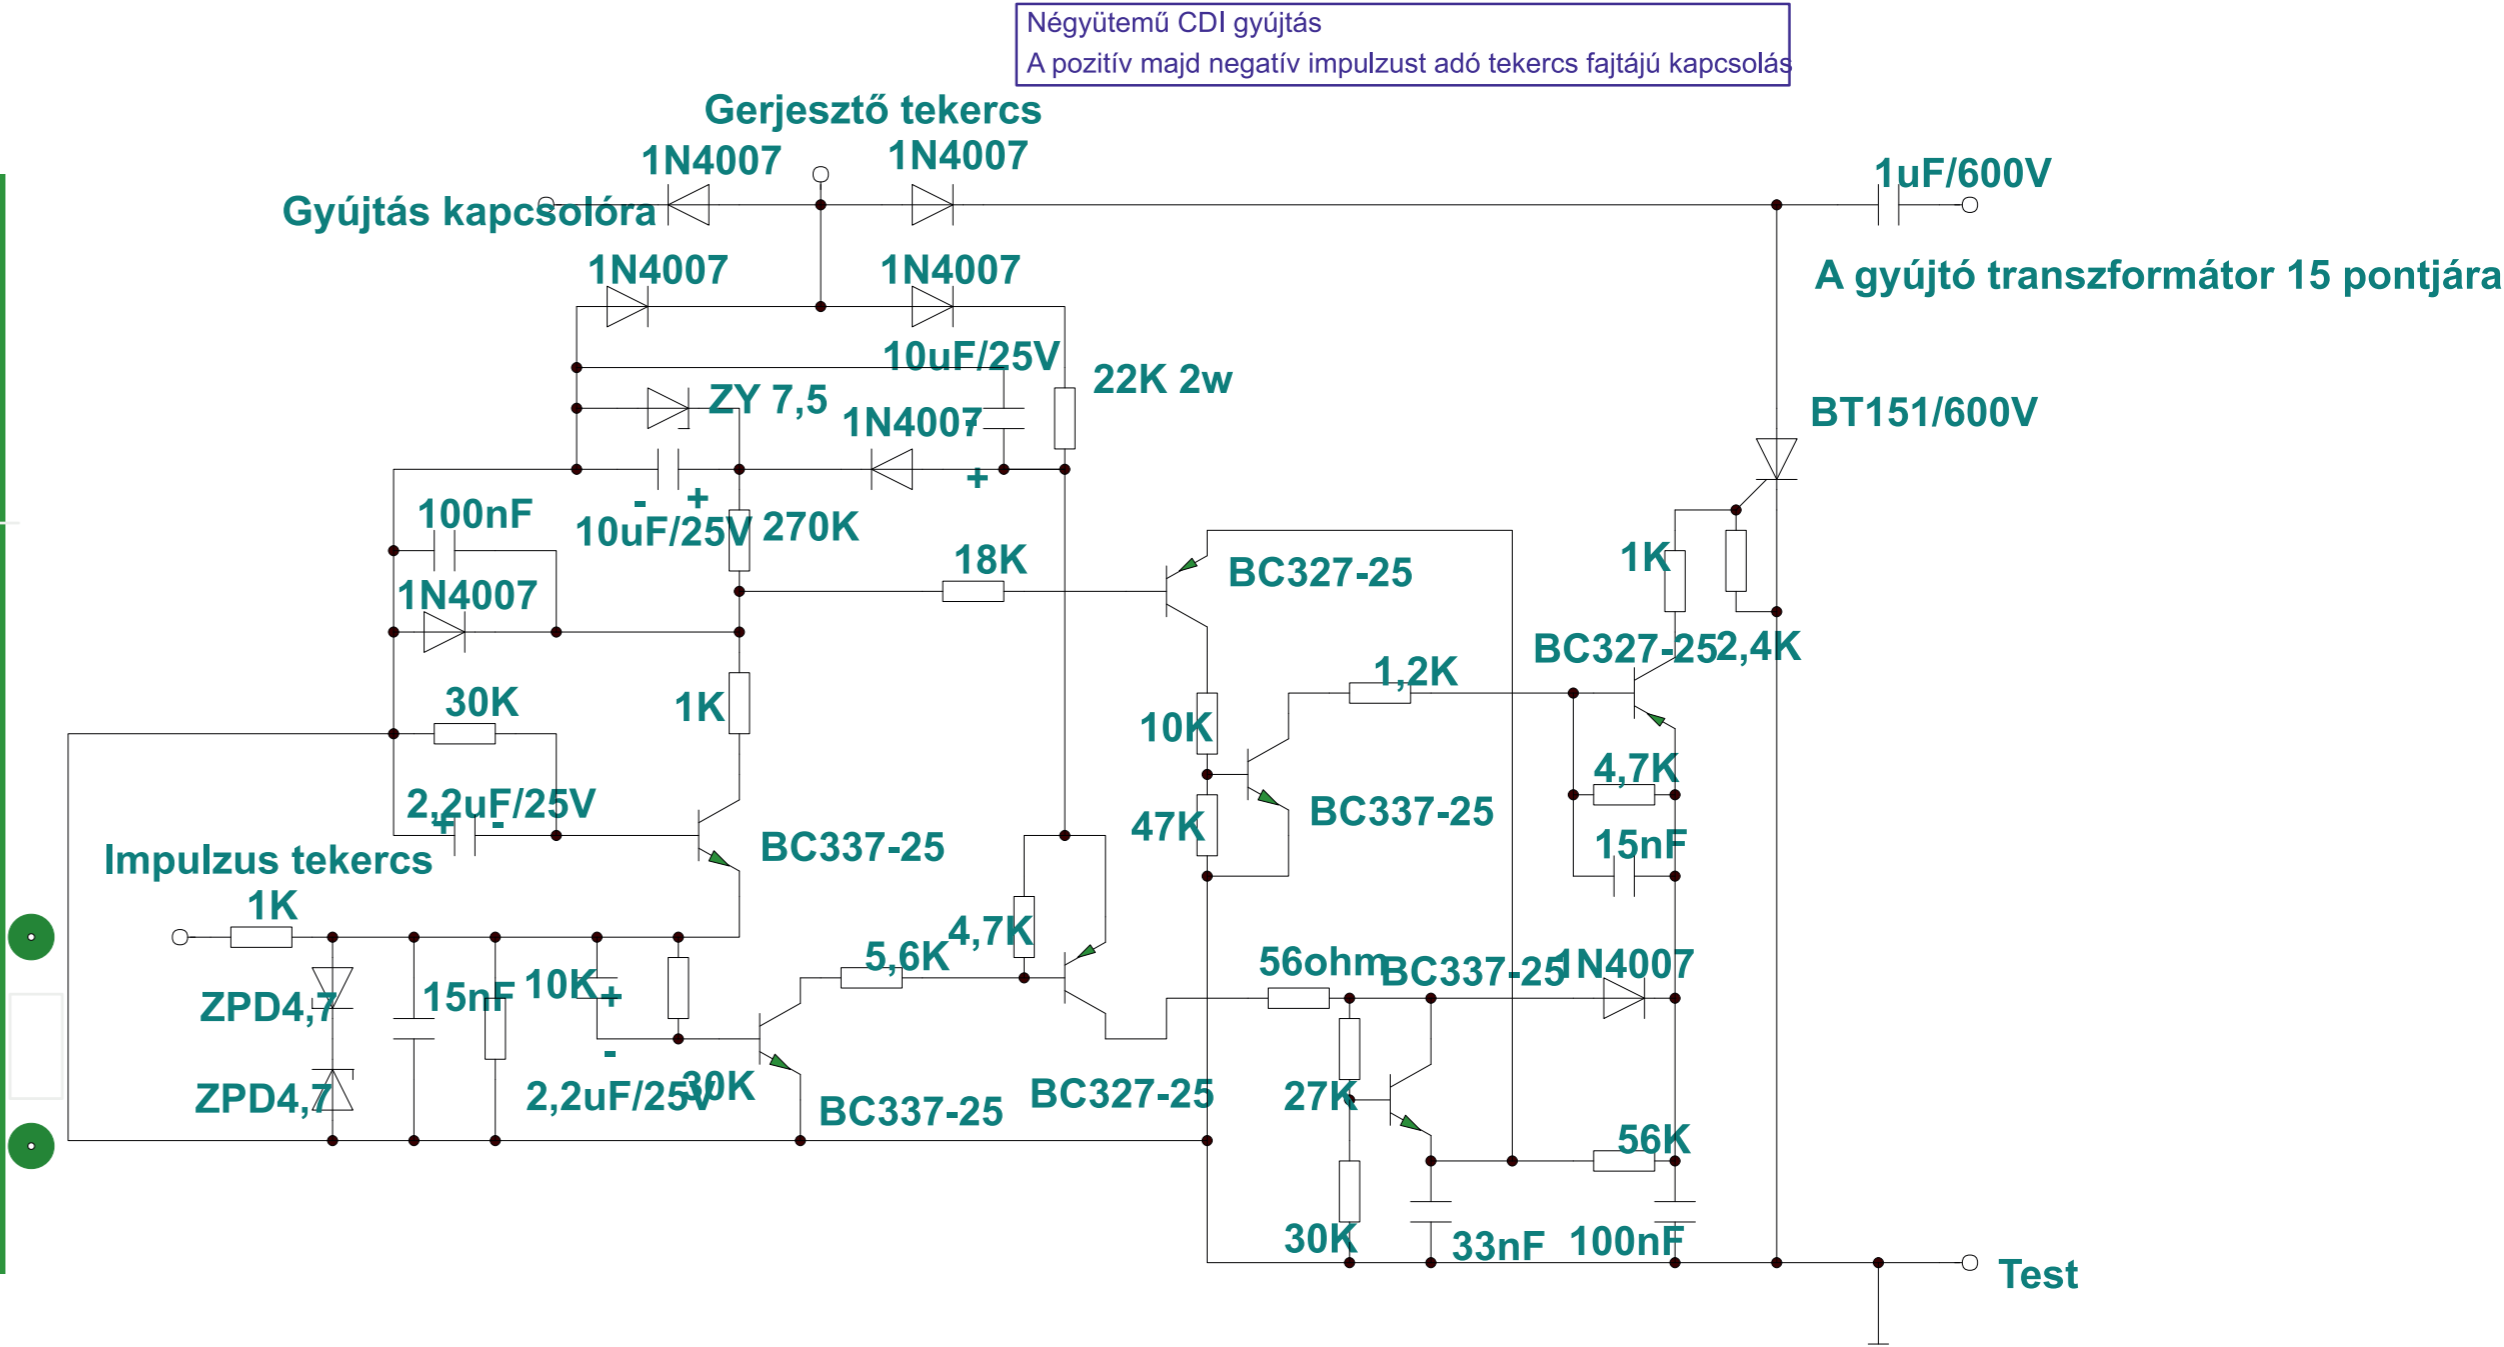 Négyütemű CDI gyújtás
A pozitív majd negatív impulzust adó tekercs fajtájú kapcsolás
Gerjesztő tekercs
1N4007
1N4007
1uF/600V
Gyújtás kapcsolóra
1N4007
1N4007
A gyújtó transzformátor 15 pontjára
10uF/25V
22K 2w
ZY 7,5
1N4007
-
BT151/600V
+
- +
100nF
10uF/25V
270K
18K
BC327-25
1K
1N4007
BC327-25
2,4K
30K
1K
1,2K
10K
4,7K
2,2uF/25V
+ -
BC337-25
47K
BC337-25
15nF
Impulzus tekercs
1K
4,7K
5,6K
56ohm
BC337-25
1N4007
ZPD4,7
15nF
10K
+
-
ZPD4,7
2,2uF/25V
30K
BC337-25
BC327-25
27K
56K
30K
33nF
100nF
Test